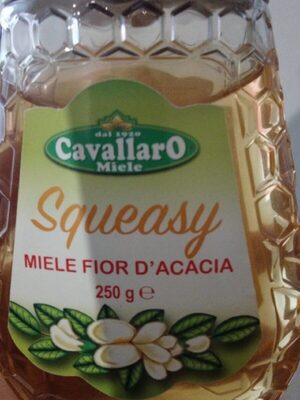 dal 1920
Cavallaro
Miele
Squeasy
MIELE FIOR D'ACACIA
250 g ℮